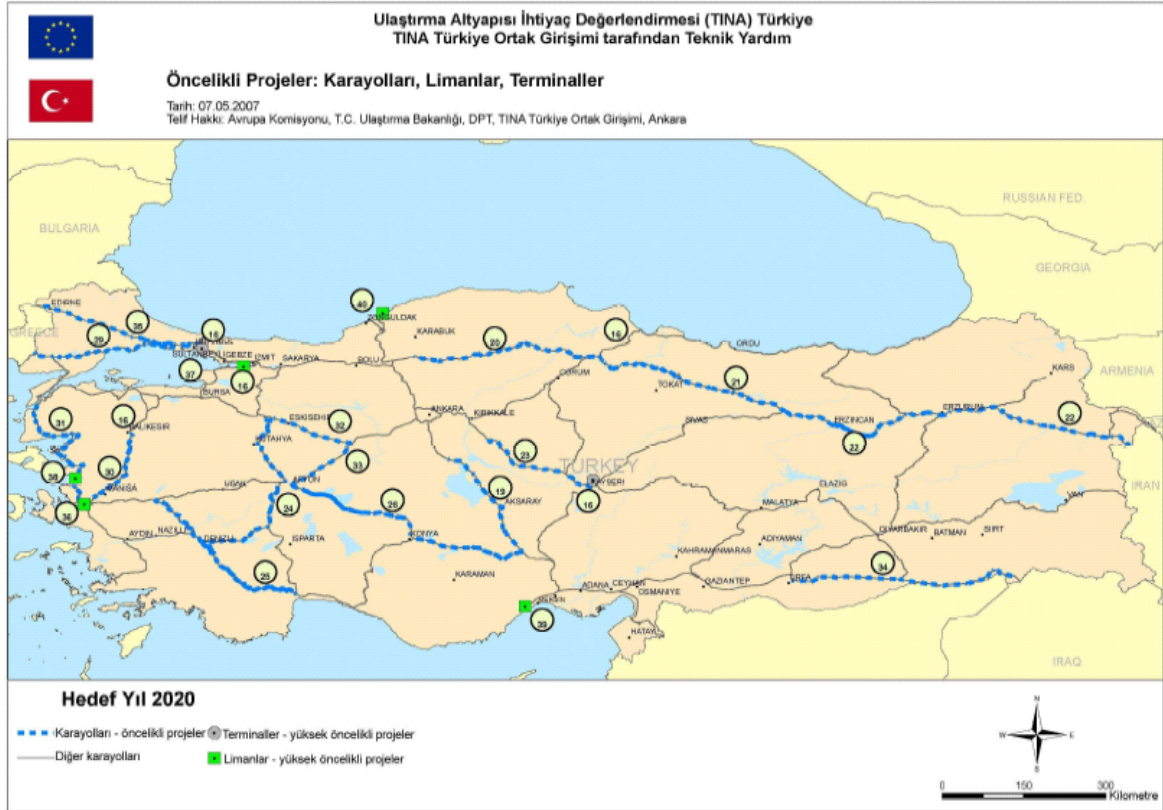 Ulaştırma Altyapısı İhtiyaç Değerlendirmesi (TINA) Türkiye
TINA Türkiye Ortak Girişimi tarafından Teknik Yardım
Öncelikli Projeler: Karayolları, Limanlar, Terminaller
Tarih: 07.05.2007
Telif Hakkı: Avrupa Komisyonu, T.C. Ulaştırma Bakanlığı, DPT, TINA Türkiye Ortak Girişimi, Ankara
RUSSIAN FED.
BULGARIA
GEORGIA
40
ZONGULDAK
GREECE
29
35
16
KARABUK
20
16
ORDU
SULTANBEYLI
GEBZE
IZMIT
SAKARYA
BOLU
37
16
BURSA
CORUM
TOKAT
21
KARS
ARMENIA
31
16
BALIKESIR
ESKISEHIR
32
ANKARA
KIRIKKALE
SIVAS
ERZINCAN
ERZURUM
22
22
KUTAHYA
33
23
TURKEY
38
30
MANISA
USAK
AFYON
24
26
19
AKSARAY
KAYSERI
16
ELAZIG
MALATYA
VAN
IRAN
36
AYDIN
NAZILLI
DENIZLI
ISPARTA
KONYA
DIYARBAKIR
BATMAN
SIIRT
KAHRAMANMARAS
ADIYAMAN
25
KARAMAN
34
ADANA
CEYHAN
OSMANIYE
GAZIANTEP
URFA
MERSIN
39
HATAY
IRAQ
Hedef Yıl 2020
Karayolları - öncelikli projeler
Terminaller - yüksek öncelikli projeler
Diğer karayolları
Limanlar - yüksek öncelikli projeler
N
W
E
S
0
150
300
Kilometre